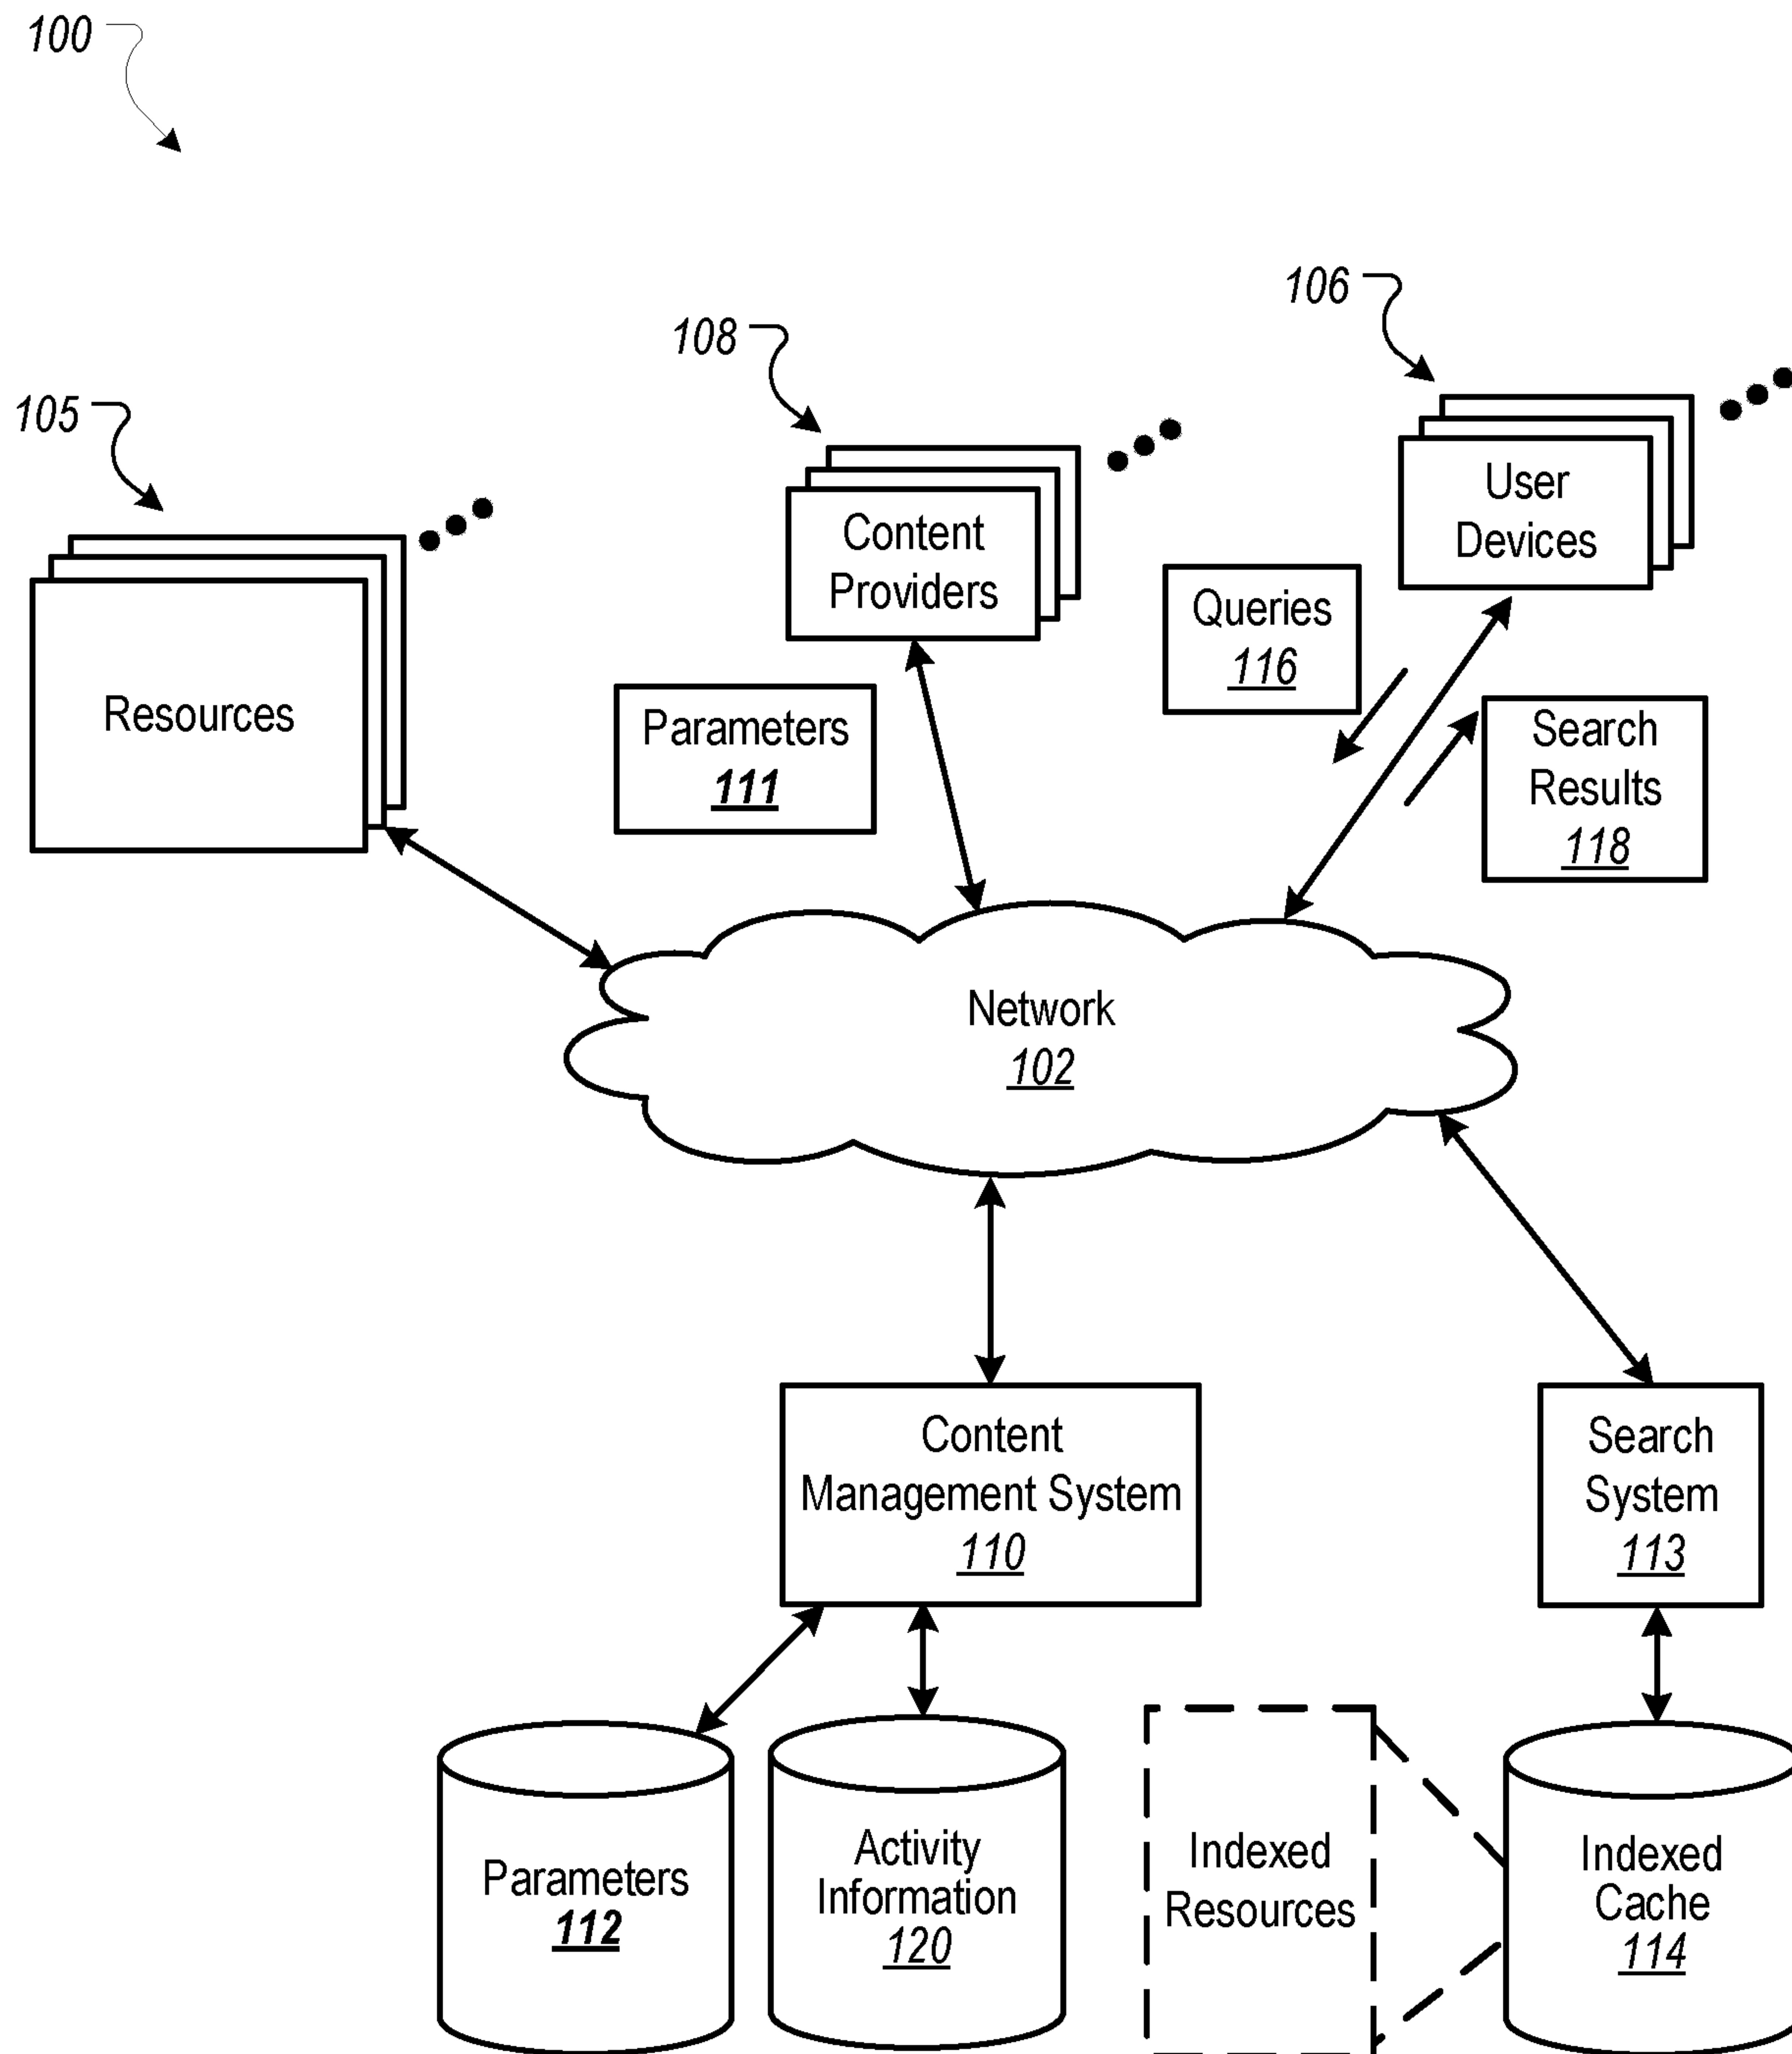 100
106
108
105
User
Devices
Content
Providers
Queries
116
Resources
Parameters
111
Search
Results
118
Network
102
Content
Management System
110
Search
System
113
Parameters
112
Activity
Information
120
Indexed
Resources
Indexed
Cache
114